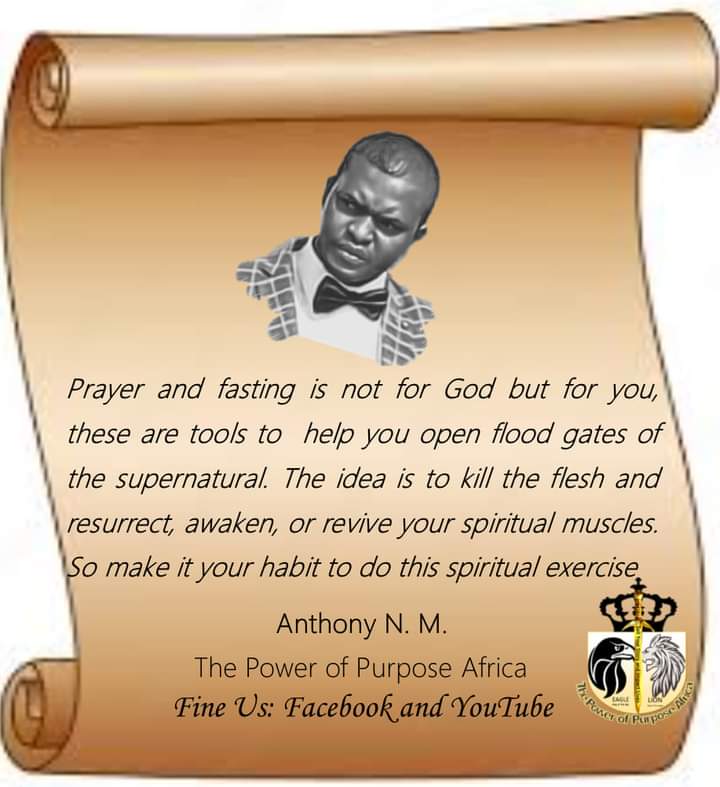 Prayer and fasting is not for God but for you,
these are tools to help you open flood gates of
the supernatural. The idea is to kill the flesh and
resurrect, awaken, or revive your spiritual muscles.
So make it your habit to do this spiritual exercise
Anthony N. M.
The Power of Purpose Africa
Fine Us: Facebook and YouTube
EAGLE
LION
The Power of Purpose Africa